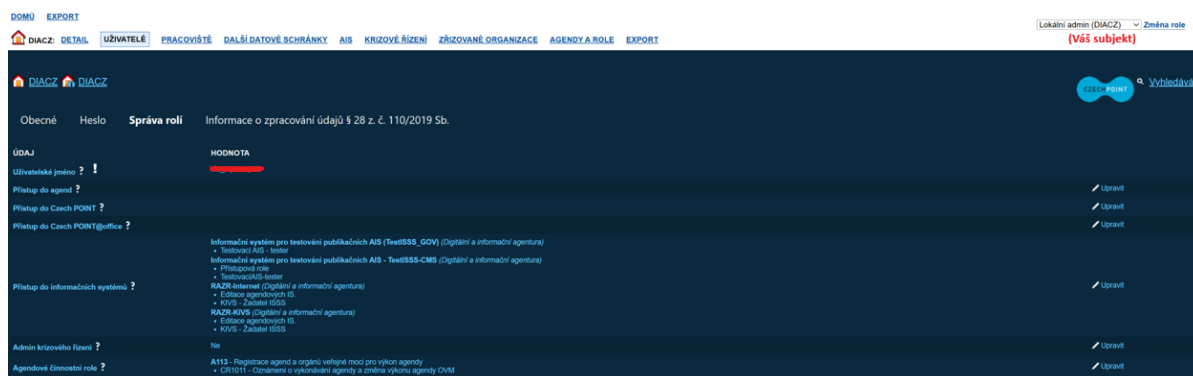 DOMŮ EXPORT
Lokální admin (DIACZ) Změna role
DIACZ: DETAIL UŽIVATELÉ PRACOVIŠTĚ DALŠÍ DATOVÉ SCHRÁNKY AIS KRIZOVÉ ŘÍZENÍ ZŘIZOVANÉ ORGANIZACE AGENDY A ROLE EXPORT
(Váš subjekt)
DIACZ DIACZ
CZECH POINT
Vyhledává
Obecné Heslo Správa rolí Informace o zpracování údajů § 28 z. č. 110/2019 Sb.
ÚDAJ HODNOTA
Uživatelské jméno ? !
Přístup do agend ? Upravit
Přístup do Czech POINT ? Upravit
Přístup do Czech POINT@office ? Upravit
Informační systém pro testování publikačních AIS (TestISSS_GOV) (Digitální a informační agentura)
• Testovací AIS - tester
Informační systém pro testování publikačních AIS - TestISSS-CMS (Digitální a informační agentura)
• Přístupová role
• TestovaciAIS-tester
Přístup do informačních systémů ? RAZR-Internet (Digitální a informační agentura) Upravit
• Editace agendových IS.
• KIVS - Žadatel ISSS
RAZR-KIVS (Digitální a informační agentura)
• Editace agendových IS.
• KIVS - Žadatel ISSS
Admin krizového řízení ? Ne Upravit
A113 - Registrace agend a orgánů veřejné moci pro výkon agendy
Agendové činnostní role ? Upravit
• CR1011 - Oznámení o vykonávání agendy a změna výkonu agendy OVM